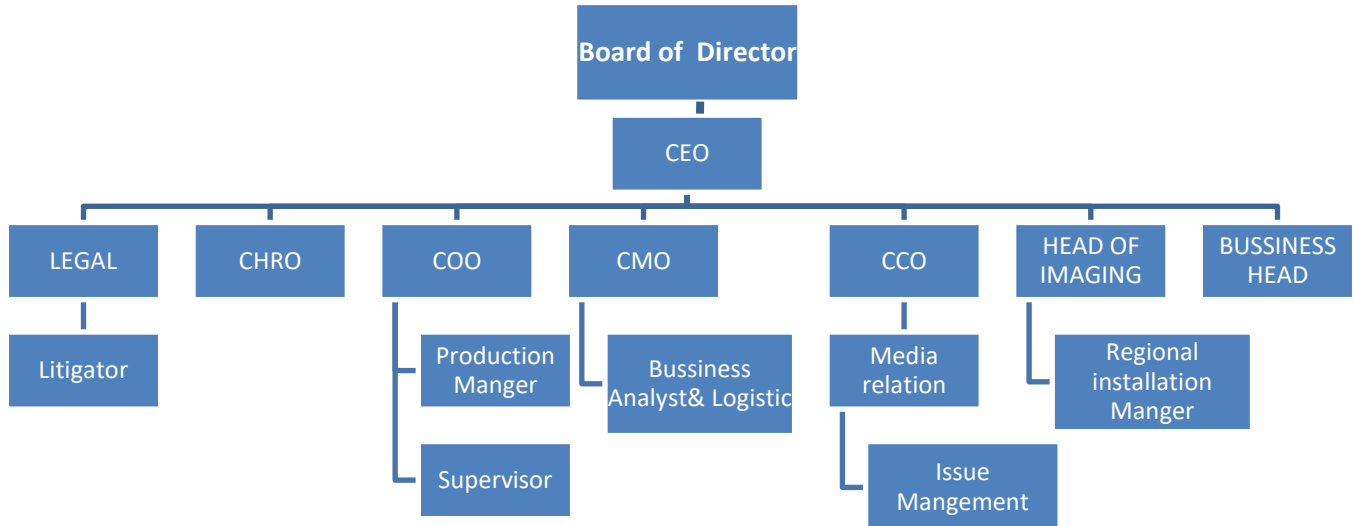 Board of Director
CEO
LEGAL
CHRO
COO
CMO
CCO
HEAD OF
IMAGING
BUSSINESS
HEAD
Litigator
Production
Manger
Bussiness
Analyst& Logistic
Media
relation
Regional
installation
Manger
Supervisor
Issue
Mangement